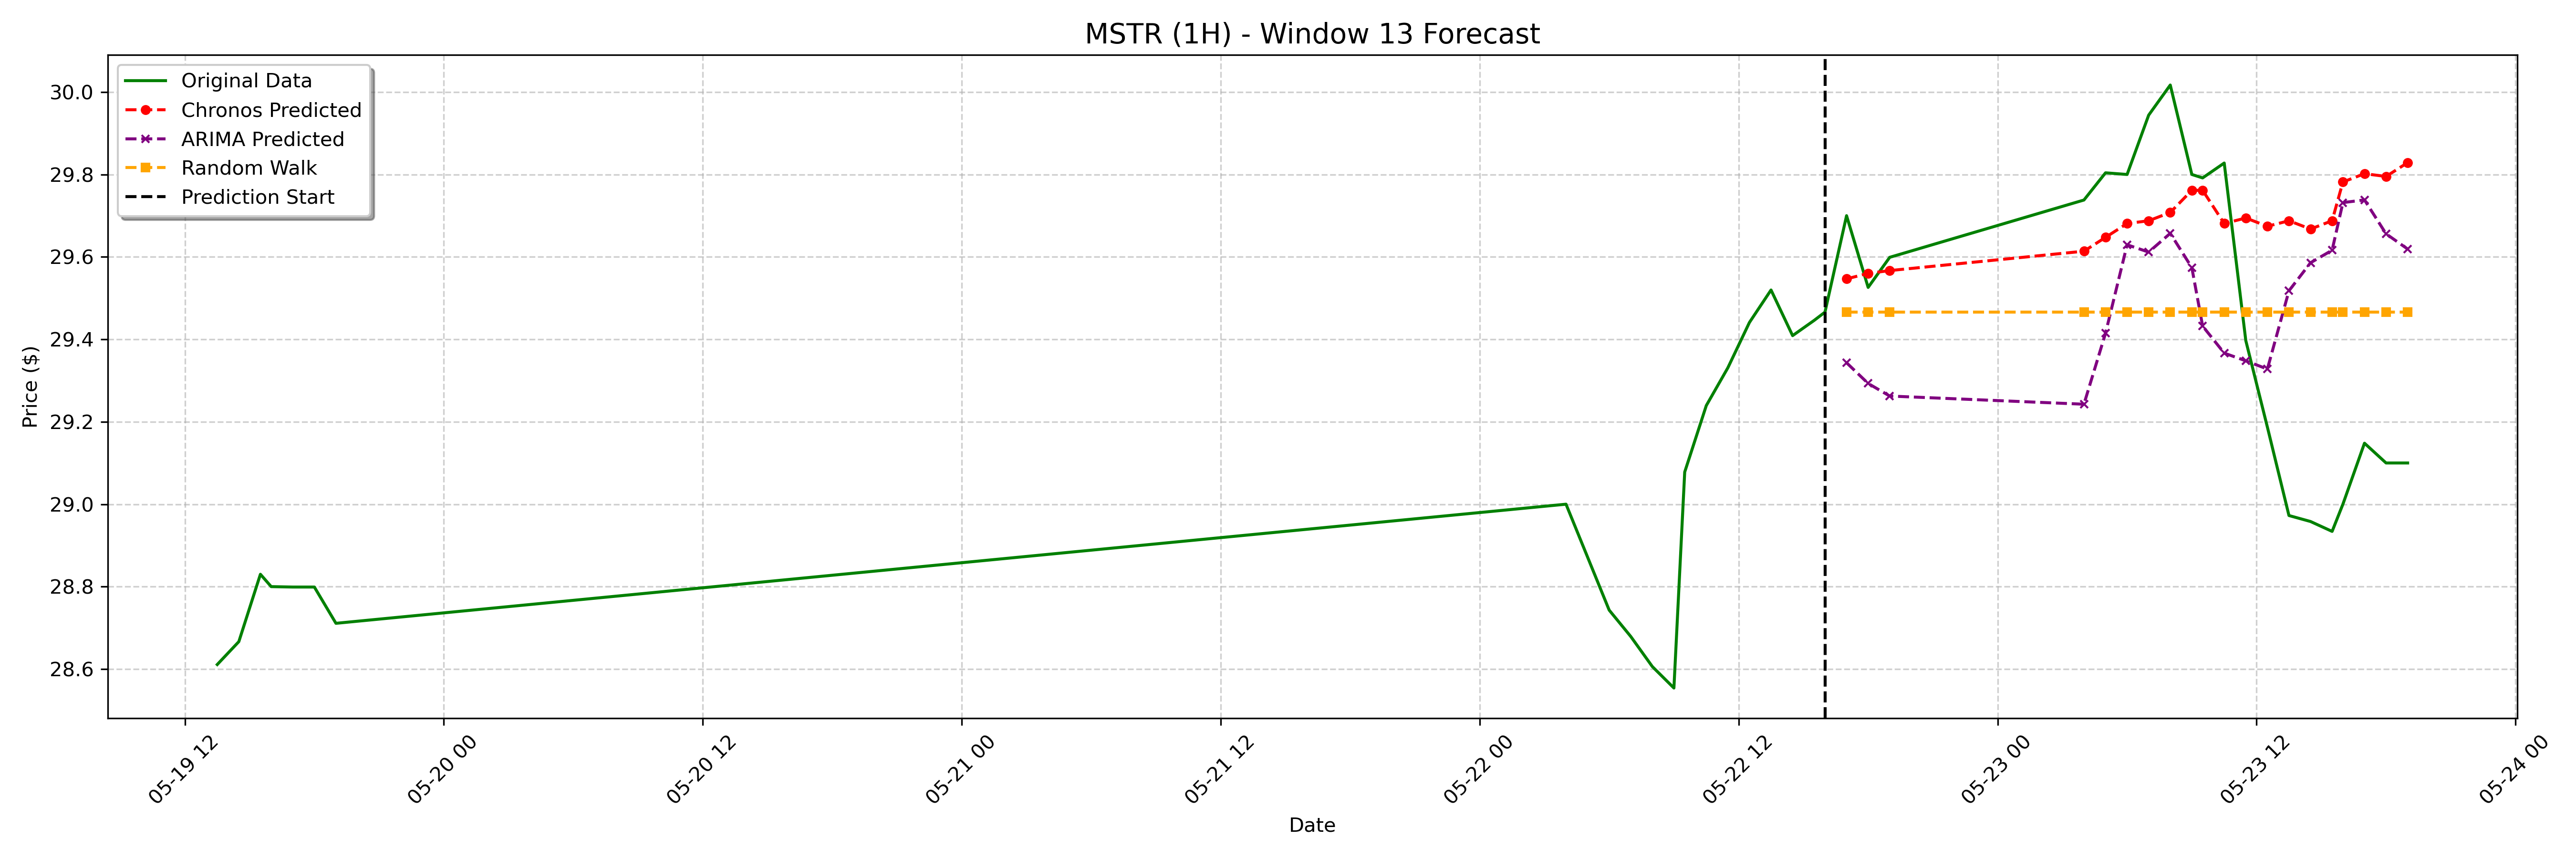 MSTR (1H) - Window 13 Forecast
Original Data
Chronos Predicted
ARIMA Predicted
Random Walk
Prediction Start
Price ($)
30.0
29.8
29.6
29.4
29.2
29.0
28.8
28.6
05-19 12
05-20 00
05-20 12
05-21 00
05-21 12
05-22 00
05-22 12
05-23 00
05-23 12
05-24 00
Date